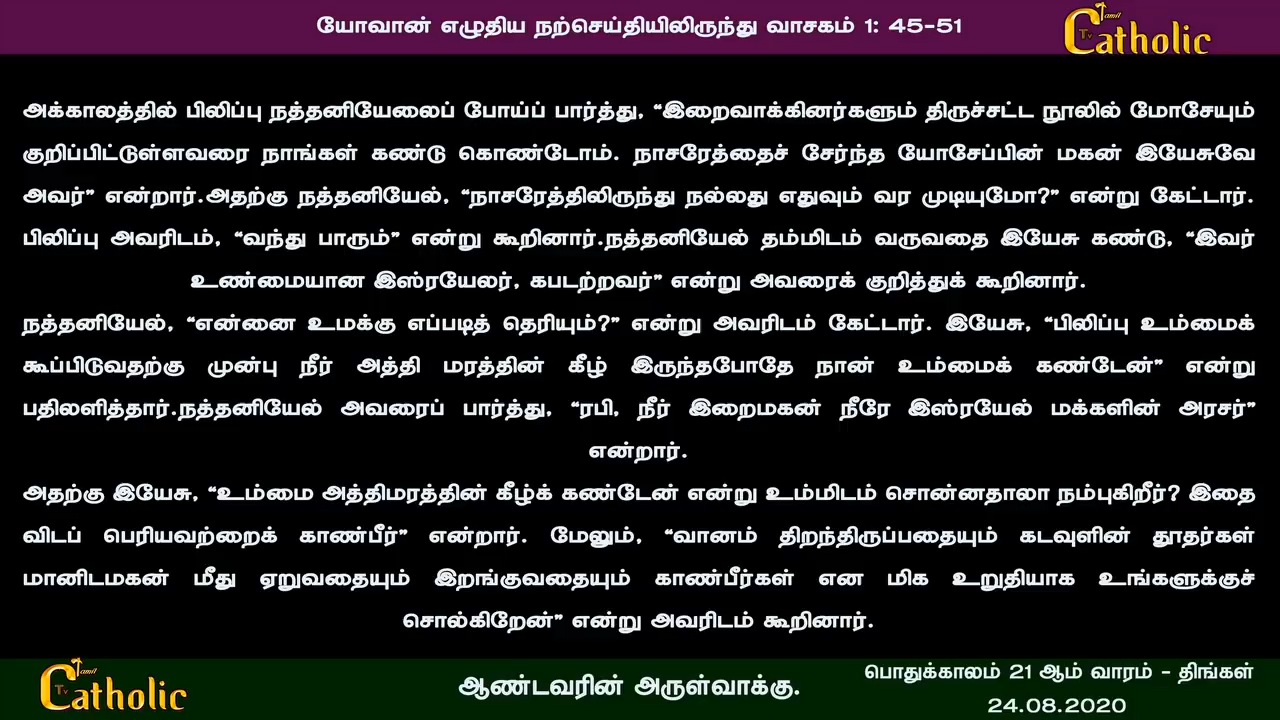 யோவான் எழுதிய நற்செய்தியிலிருந்து வாசகம் 1: 45-51
Tamil
Tv
Catholic
அக்காலத்தில் பிலிப்பு நத்தனியேலைப் போய்ப் பார்த்து, “இறைவாக்கினர்களும் திருச்சட்ட நூலில் மோசேயும்
குறிப்பிட்டுள்ளவரை நாங்கள் கண்டு கொண்டோம். நாசரேத்தைச் சேர்ந்த யோசேப்பின் மகன் இயேசுவே
அவர்” என்றார்.அதற்கு நத்தனியேல், “நாசரேத்திலிருந்து நல்லது எதுவும் வர முடியுமோ?” என்று கேட்டார்.
பிலிப்பு அவரிடம், “வந்து பாரும்” என்று கூறினார்.நத்தனியேல் தம்மிடம் வருவதை இயேசு கண்டு, “இவர்
உண்மையான இஸ்ரயேலர், கபடற்றவர்” என்று அவரைக் குறித்துக் கூறினார்.
நத்தனியேல், “என்னை உமக்கு எப்படித் தெரியும்?” என்று அவரிடம் கேட்டார். இயேசு, “பிலிப்பு உம்மைக்
கூப்பிடுவதற்கு முன்பு நீர் அத்தி மரத்தின் கீழ் இருந்தபோதே நான் உம்மைக் கண்டேன்” என்று
பதிலளித்தார்.நத்தனியேல் அவரைப் பார்த்து, “ரபி, நீர் இறைமகன் நீரே இஸ்ரயேல் மக்களின் அரசர்”
என்றார்.
அதற்கு இயேசு, “உம்மை அத்திமரத்தின் கீழ்க் கண்டேன் என்று உம்மிடம் சொன்னதாலா நம்புகிறீர்? இதை
விடப் பெரியவற்றைக் காண்பீர்” என்றார். மேலும், “வானம் திறந்திருப்பதையும் கடவுளின் தூதர்கள்
மானிடமகன் மீது ஏறுவதையும் இறங்குவதையும் காண்பீர்கள் என மிக உறுதியாக உங்களுக்குச்
சொல்கிறேன்” என்று அவரிடம் கூறினார்.
Tamil
Tv
Catholic
ஆண்டவரின் அருள்வாக்கு.
பொதுக்காலம் 21 ஆம் வாரம் - திங்கள்
24.08.2020